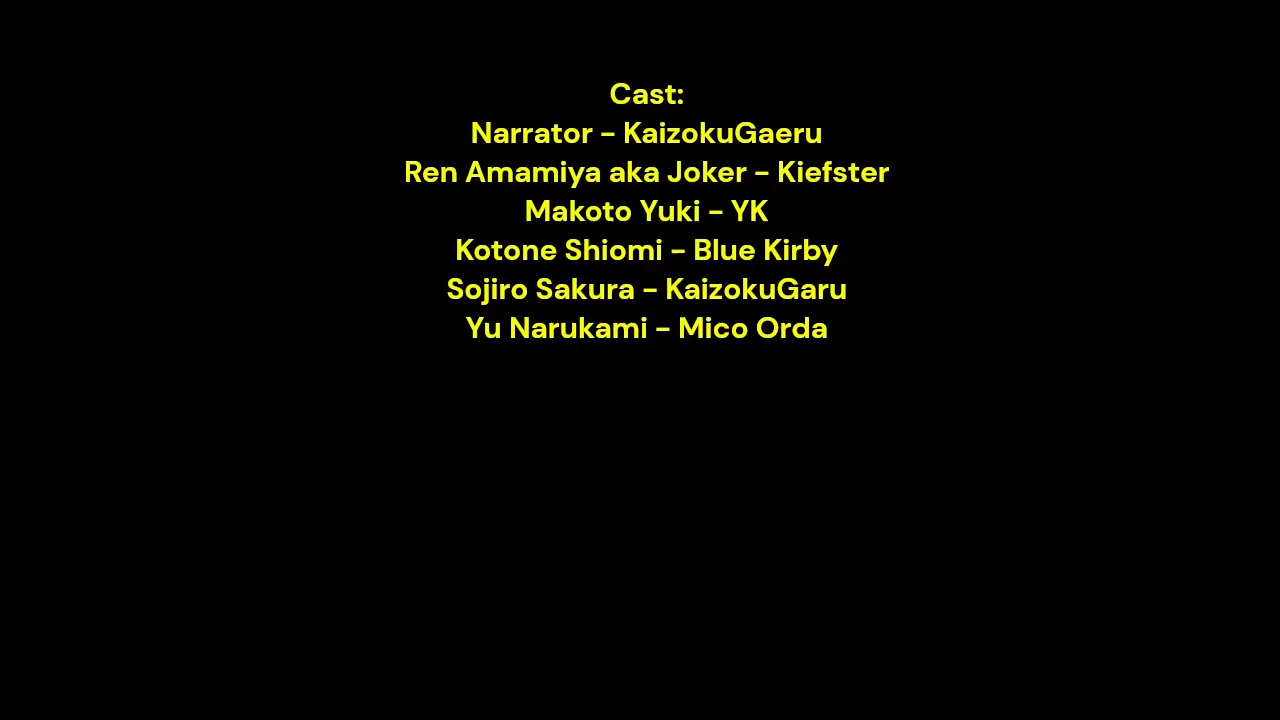 Cast:
Narrator – KaizokuGaeru
Ren Amamiya aka Joker – Kiefster
Makoto Yuki – YK
Kotone Shiomi – Blue Kirby
Sojiro Sakura – KaizokuGaru
Yu Narukami – Mico Orda